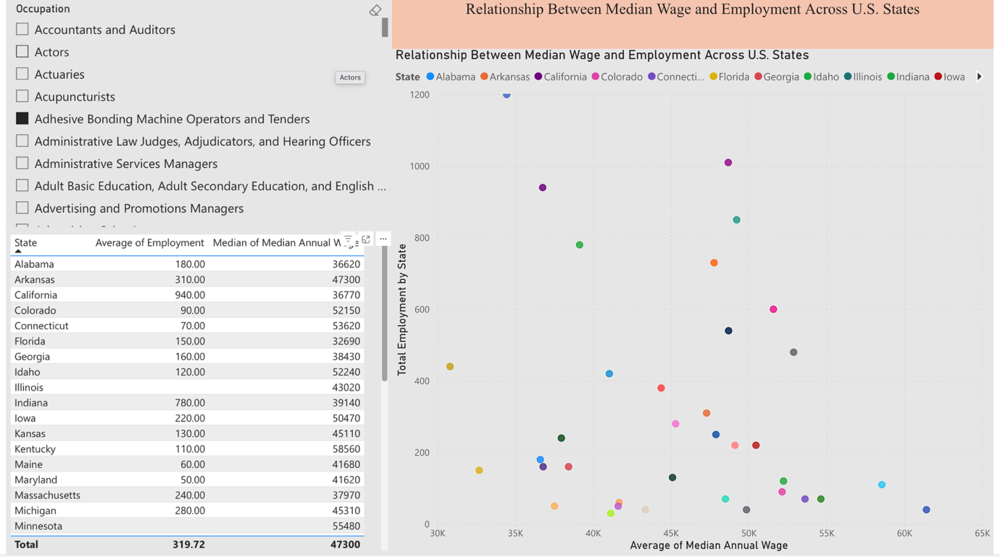 Occupation
Accountants and Auditors
Actors
Actuaries
Actors
Acupuncturists
Adhesive Bonding Machine Operators and Tenders
Administrative Law Judges, Adjudicators, and Hearing Officers
Administrative Services Managers
Adult Basic Education, Adult Secondary Education, and English ...
Advertising and Promotions Managers
State Average of Employment Median of Median Annual
Alabama 180.00 36620
Arkansas 310.00 47300
California 940.00 36770
Colorado 90.00 52150
Connecticut 70.00 53620
Florida 150.00 32690
Georgia 160.00 38430
Idaho 120.00 52240
Illinois 43020
Indiana 780.00 39140
Iowa 220.00 50470
Kansas 130.00 45110
Kentucky 110.00 58560
Maine 60.00 41680
Maryland 50.00 41620
Massachusetts 240.00 37970
Michigan 280.00 45310
Minnesota 55480
Total 319.72 47300
Relationship Between Median Wage and Employment Across U.S. States
Relationship Between Median Wage and Employment Across U.S. States
State Alabama Arkansas California Colorado Connecti... Florida Georgia Idaho Illinois Indiana Iowa
Total Employment by State
1200
1000
800
600
400
200
0
30K 35K 40K 45K 50K 55K 60K 65K
Average of Median Annual Wage